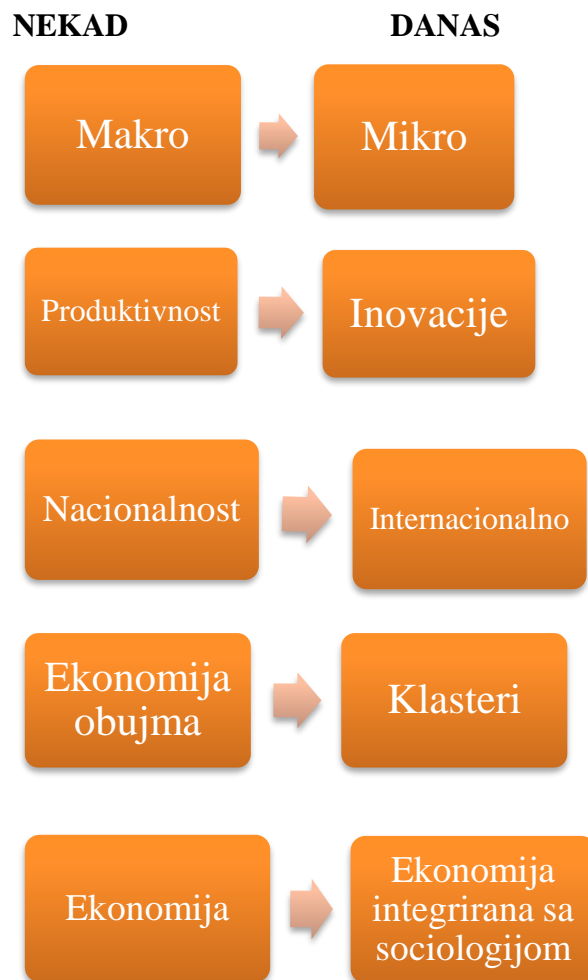 NEKAD DANAS
Makro Mikro
Produktivnost Inovacije
Nacionalnost Internacionalno
Ekonomija
obujma
Klasteri
Ekonomija
Ekonomija
integrirana sa
sociologijom